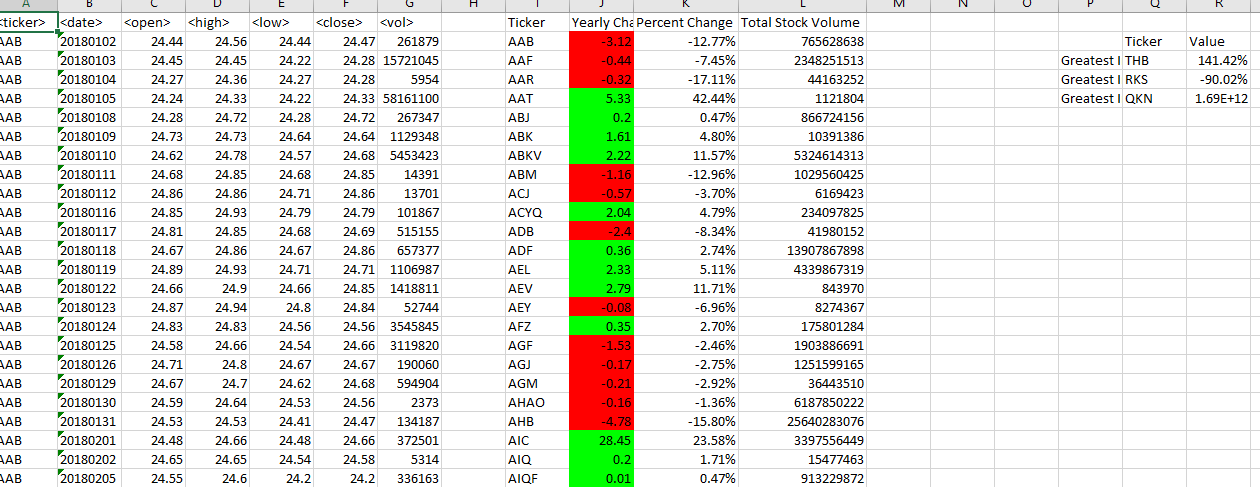 A B C D E F G H I J K L M N O P Q R
<ticker> <date> <open> <high> <low> <close> <vol> Ticker Yearly Cha Percent Change Total Stock Volume
AAB 20180102 24.44 24.56 24.44 24.47 261879 AAB -3.12 -12.77% 765628638 Ticker Value
AAB 20180103 24.45 24.45 24.22 24.28 15721045 AAF -0.44 -7.45% 2348251513 Greatest I THB 141.42%
AAB 20180104 24.27 24.36 24.27 24.28 5954 AAR -0.32 -17.11% 44163252 Greatest I RKS -90.02%
AAB 20180105 24.24 24.33 24.22 24.33 58161100 AAT 5.33 42.44% 1121804 Greatest I QKN 1.69E+12
AAB 20180108 24.28 24.72 24.28 24.72 267347 ABJ 0.2 0.47% 866724156
AAB 20180109 24.73 24.73 24.64 24.64 1129348 ABK 1.61 4.80% 10391386
AAB 20180110 24.62 24.78 24.57 24.68 5453423 ABKV 2.22 11.57% 5324614313
AAB 20180111 24.68 24.85 24.68 24.85 14391 ABM -1.16 -12.96% 1029560425
AAB 20180112 24.86 24.86 24.71 24.86 13701 ACJ -0.57 -3.70% 6169423
AAB 20180116 24.85 24.93 24.79 24.79 101867 ACYQ 2.04 4.79% 234097825
AAB 20180117 24.81 24.85 24.68 24.69 515155 ADB -2.4 -8.34% 41980152
AAB 20180118 24.67 24.86 24.67 24.86 657377 ADF 0.36 2.74% 13907867898
AAB 20180119 24.89 24.93 24.71 24.71 1106987 AEL 2.33 5.11% 4339867319
AAB 20180122 24.66 24.9 24.66 24.85 1418811 AEV 2.79 11.71% 843970
AAB 20180123 24.87 24.94 24.8 24.84 52744 AEY -0.08 -6.96% 8274367
AAB 20180124 24.83 24.83 24.56 24.56 3545845 AFZ 0.35 2.70% 175801284
AAB 20180125 24.58 24.66 24.54 24.66 3119820 AGF -1.53 -2.46% 1903886691
AAB 20180126 24.71 24.8 24.67 24.67 190060 AGJ -0.17 -2.75% 1251599165
AAB 20180129 24.67 24.7 24.62 24.68 594904 AGM -0.21 -2.92% 36443510
AAB 20180130 24.59 24.64 24.53 24.56 2373 AHAO -0.16 -1.36% 6187850222
AAB 20180131 24.53 24.53 24.41 24.47 134187 AHB -4.78 -15.80% 25640283076
AAB 20180201 24.48 24.66 24.48 24.66 372501 AIC 28.45 23.58% 3397556449
AAB 20180202 24.65 24.65 24.54 24.58 5314 AIQ 0.2 1.71% 15477463
AAB 20180205 24.55 24.6 24.2 24.2 336163 AIQF 0.01 0.47% 913229872